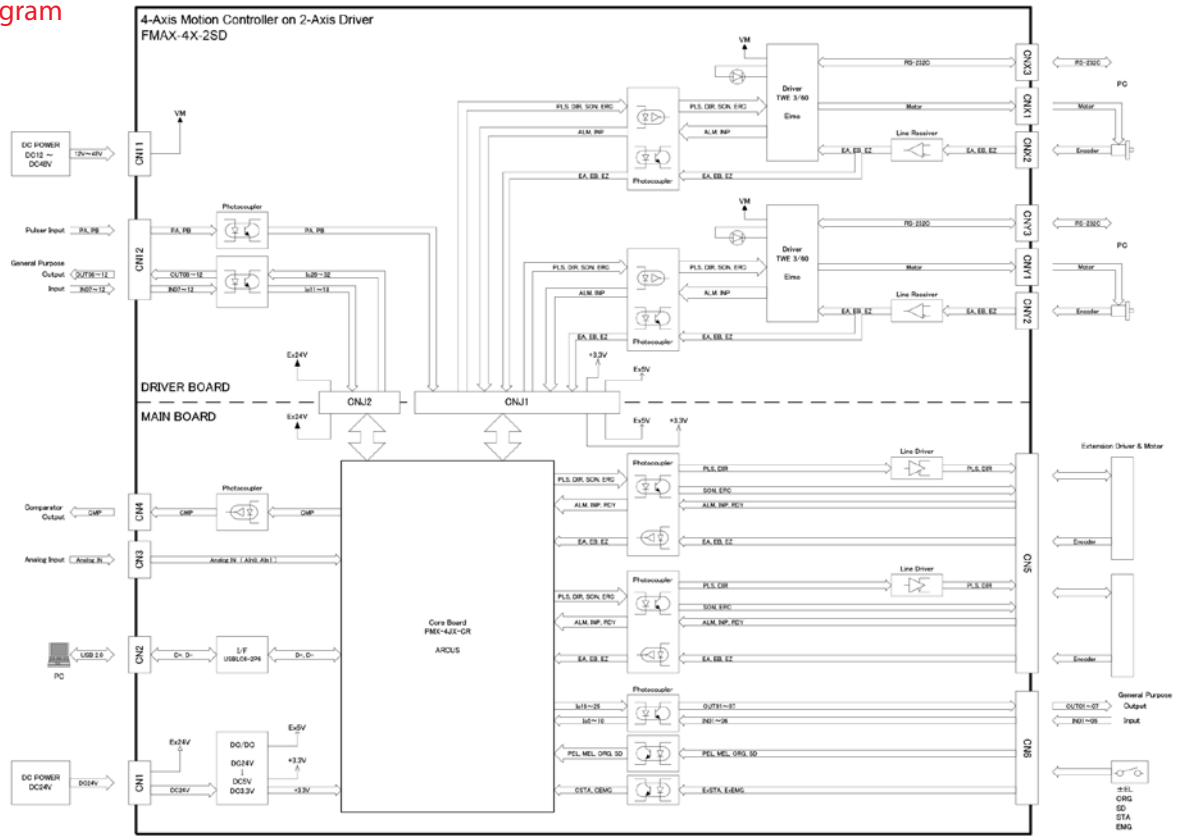 gram
4-Axis Motion Controller on 2-Axis Driver
FMAX-4X-2SD
VM
DC POWER
DC12 ~
DC48V
12V~48V
CN11
Pulser Input
PA, PB
CN12
PA, PB
Photocoupler
PA, PB
General Purpose
Output
OUT08~12
OUT08~12
Io26~32
Input
IN07~12
IN07~12
Io11~18
VM
Driver
TWE 3/60
Elmo
RS-232C
CNX3
RS-232C
PC
PLS, DIR, SON, ERC
PLS, DIR, SON, ERC
Motor
CNX1
Motor
ALM, INP
ALM, INP
Line Receiver
EA, EB, EZ
EA, EB, EZ
CNX2
Encoder
Photocoupler
EA, EB, EZ
VM
Driver
TWE 3/60
Elmo
RS-232C
CNY3
RS-232C
PC
PLS, DIR, SON, ERC
PLS, DIR, SON, ERC
Motor
CNY1
Motor
ALM, INP
ALM, INP
Line Receiver
EA, EB, EZ
EA, EB, EZ
CNY2
Encoder
Photocoupler
EA, EB, EZ
Ex24V
+3.3V
Ex5V
DRIVER BOARD
CNJ2
CNJ1
MAIN BOARD
Ex24V
Ex5V
+3.3V
Comparator
Output
CMP
CN4
CMP
Photocoupler
CMP
Analog Input
Analog IN
CN3
Analog IN ( AIn0, AIn1 )
PC
USB 2.0
CN2
D+, D-
I/F
USBLC6-2P6
D+, D-
Core Board
PMX-4JX-CR
ARCUS
DC POWER
DC24V
DC24V
CN1
Ex24V
DC24V
DC/DC
DC24V
↓
DC5V
DC3.3V
Ex5V
+3.3V
+3.3V
Photocoupler
PLS, DIR, SON, ERC
PLS, DIR
Line Driver
PLS, DIR
Extension Driver & Motor
SON, ERC
ALM, INP, RDY
ALM, INP, RDY
EA, EB, EZ
EA, EB, EZ
Encoder
CN5
Photocoupler
PLS, DIR, SON, ERC
PLS, DIR
Line Driver
PLS, DIR
SON, ERC
ALM, INP, RDY
ALM, INP, RDY
EA, EB, EZ
EA, EB, EZ
Encoder
Photocoupler
Io19~25
OUT01~07
OUT01~07
General Purpose
Output
Io5~10
IN01~06
IN01~06
Input
CN6
PEL, MEL, ORG, SD
PEL, MEL, ORG, SD
CSTA, CEMG
ExSTA, ExEMG
±EL
ORG
SD
STA
EMG